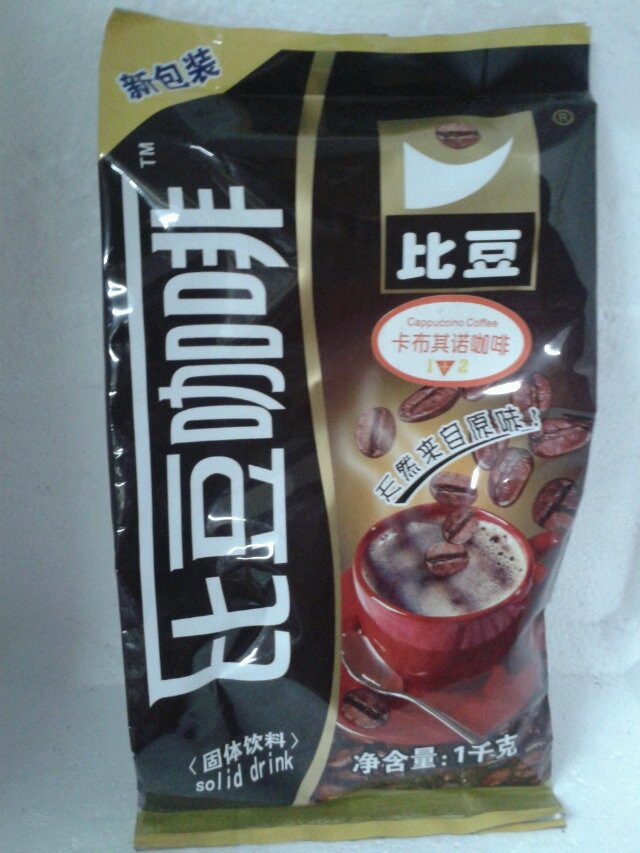 新包装
比豆咖啡
TM
®
比豆
Cappuccino Coffee
卡布其诺咖啡
1+2
天然来自原味！
〈固体饮料〉
solid drink
净含量：1千克